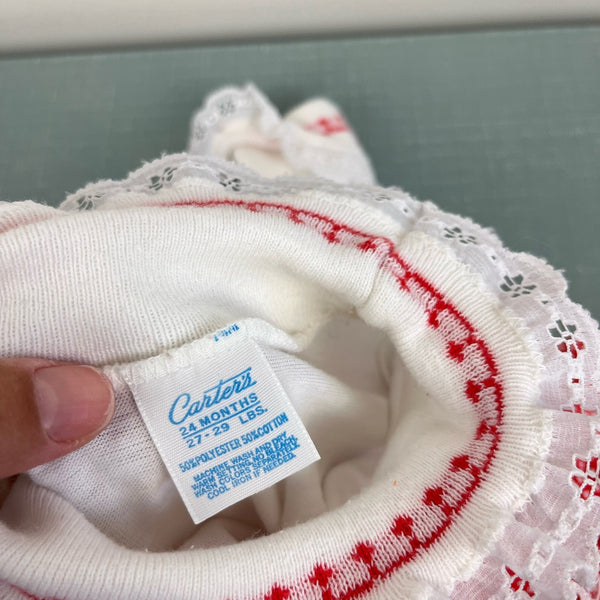 Carter's
24 MONTHS
27-29 LBS.
50%POLYESTER 50%COTTON
MACHINE WASH AND DRY
WARM SETTING NO BLEACH
WASH COLORS SEPARATELY
COOL IRON IF NEEDED